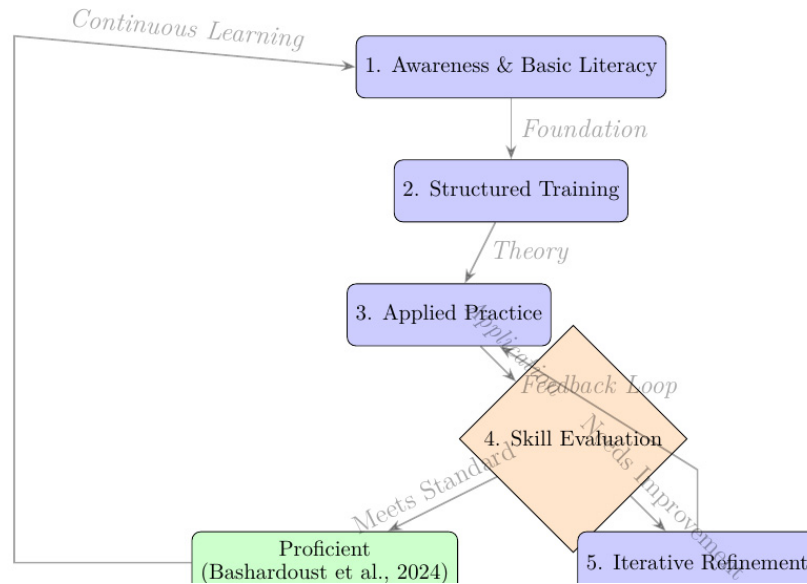 Continuous Learning
1. Awareness & Basic Literacy
Foundation
2. Structured Training
Theory
3. Applied Practice
Application
Feedback Loop
4. Skill Evaluation
Meets Standard
Needs Improvement
Proficient
(Bashardoust et al., 2024)
5. Iterative Refinement